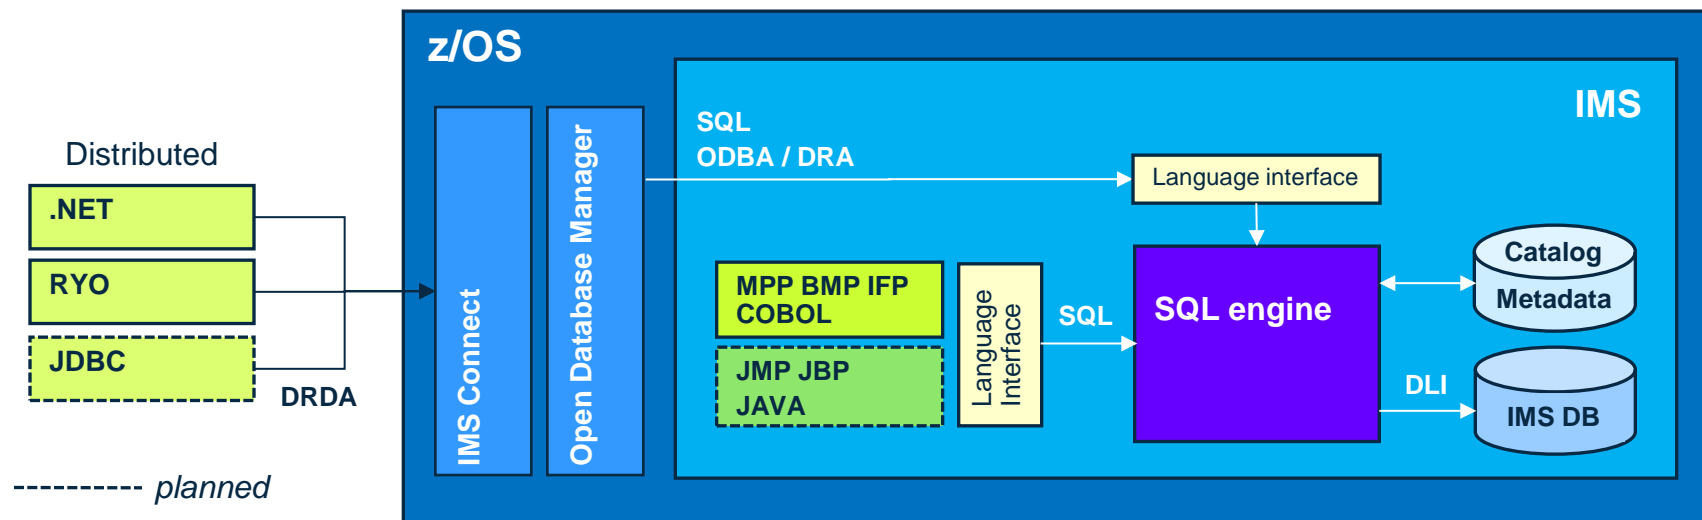 z/OS
IMS
Distributed
.NET
RYO
JDBC
DRDA
planned
IMS Connect
Open Database Manager
SQL
ODBA / DRA
Language interface
MPP BMP IFP
COBOL
JMP JBP
JAVA
Language
Interface
SQL
SQL engine
Catalog
Metadata
DLI
IMS DB